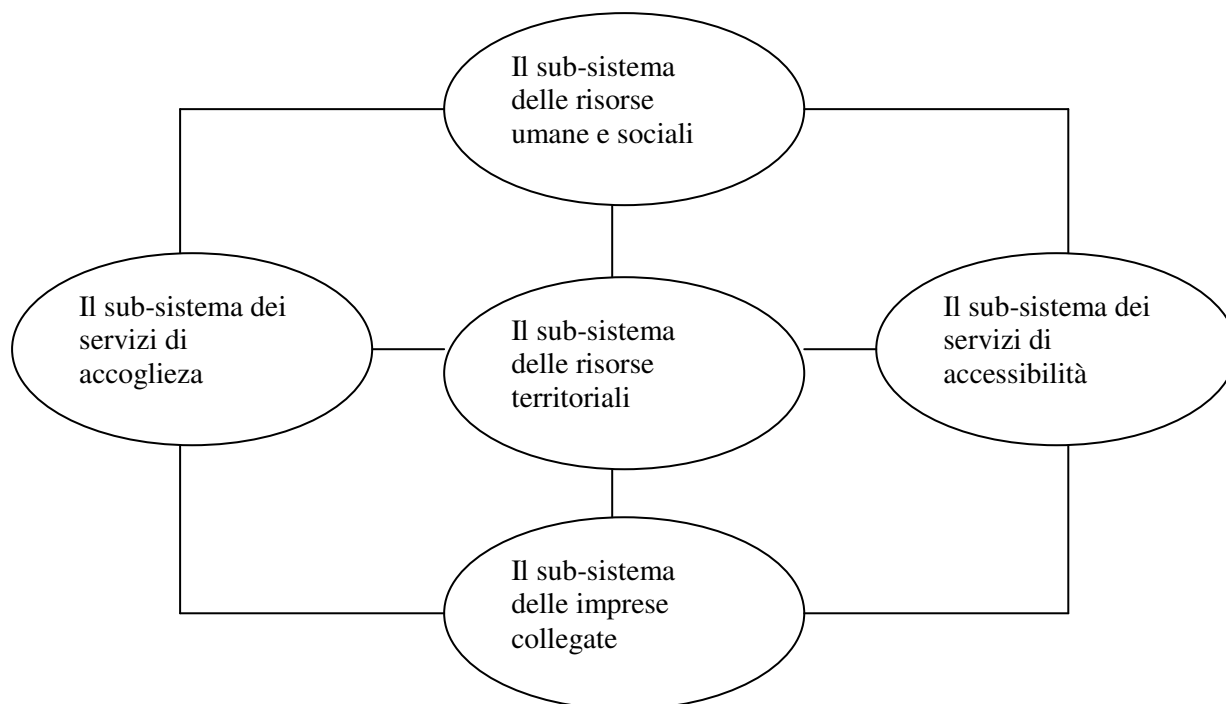 Il sub-sistema
delle risorse
umane e sociali
Il sub-sistema dei
servizi di
accoglieza
Il sub-sistema
delle risorse
territoriali
Il sub-sistema dei
servizi di
accessibilità
Il sub-sistema
delle imprese
collegate